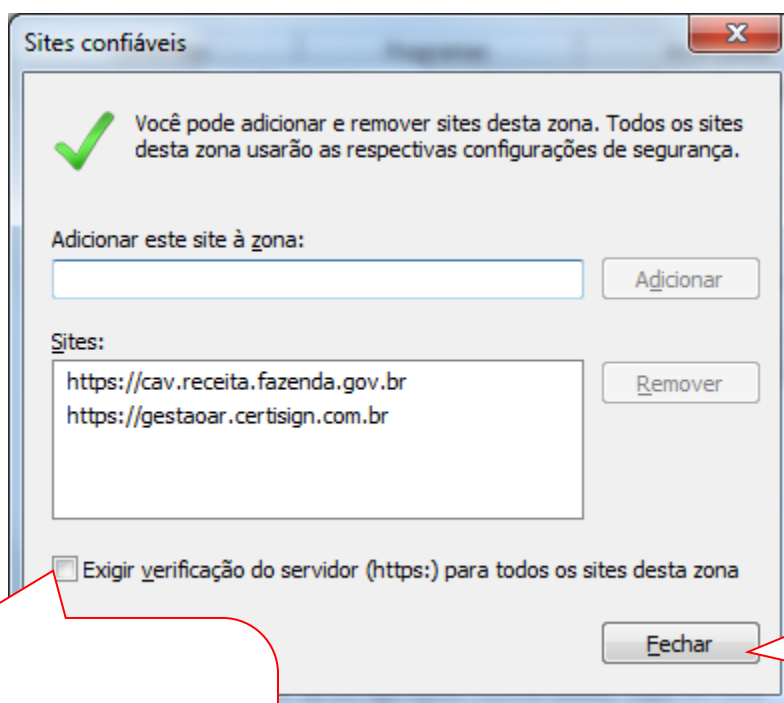 Sites confiáveis
Você pode adicionar e remover sites desta zona. Todos os sites
desta zona usarão as respectivas configurações de segurança.
Adicionar este site à zona:
Adicionar
Sites:
https://cav.receita.fazenda.gov.br
https://gestaoar.certisign.com.br
Remover
Exigir verificação do servidor (https:) para todos os sites desta zona
Fechar